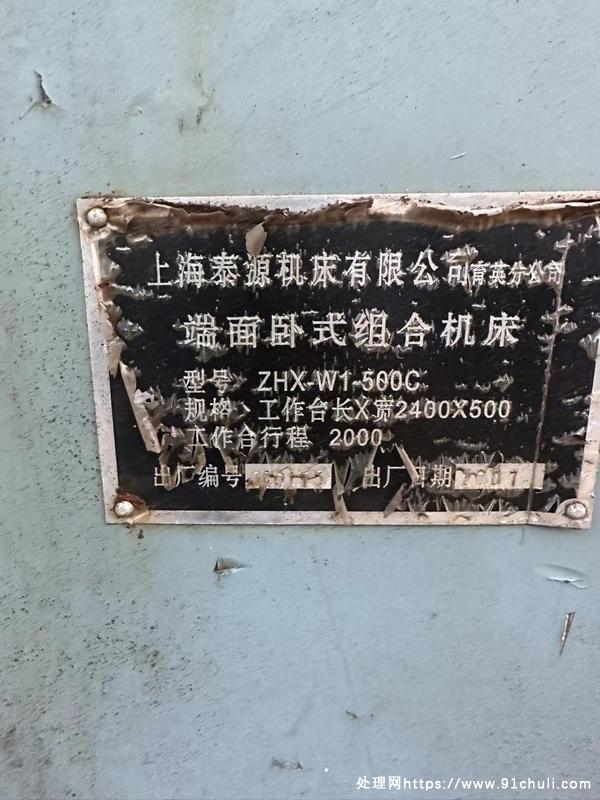 上海泰源机床有限公司育英分公司
端面卧式组合机床
型号 ZHX-W1-500C
规格、工作台长X宽2400X500
工作台行程 2000
出厂编号 出厂日期
处理网https://www.91chuli.com